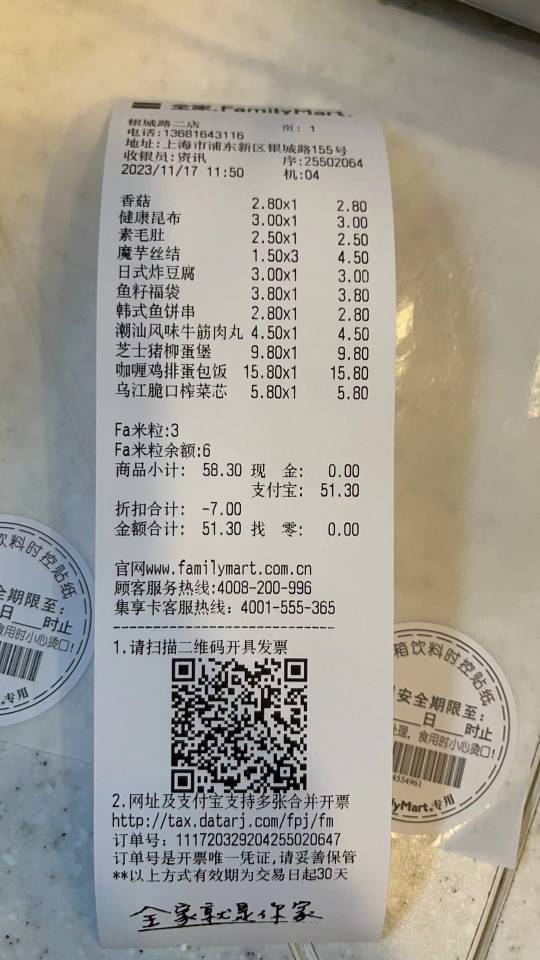 全家.FamilyMart.
银城路二店 机: 1
电话:13681643116
地址:上海市浦东新区银城路155号
收银员:资讯 序:25502064
2023/11/17 11:50 机:04
香菇 2.80x1 2.80
健康昆布 3.00x1 3.00
素毛肚 2.50x1 2.50
魔芋丝结 1.50x3 4.50
日式炸豆腐 3.00x1 3.00
鱼籽福袋 3.80x1 3.80
韩式鱼饼串 2.80x1 2.80
潮汕风味牛筋肉丸 4.50x1 4.50
芝士猪柳蛋堡 9.80x1 9.80
咖喱鸡排蛋包饭 15.80x1 15.80
乌江脆口榨菜芯 5.80x1 5.80
Fa米粒:3
Fa米粒余额:6
商品小计: 58.30 现 金: 0.00
支付宝: 51.30
折扣合计: -7.00
金额合计: 51.30 找 零: 0.00
官网www.familymart.com.cn
顾客服务热线:4008-200-996
集享卡客服热线: 4001-555-365
1.请扫描二维码开具发票
2.网址及支付宝支持多张合并开票
http://tax.datarj.com/fpj/fm
订单号: 111720329204255020647
订单号是开票唯一凭证,请妥善保管
**以上方式有效期为交易日起30天
全家就是你家
饮料时控贴纸
全期限至:
日 时止
食用时小心烫口!
专用
箱饮料时控贴纸
安全期限至:
日 时止
处理, 食用时小心烫口!
4554961
lyMart.专用